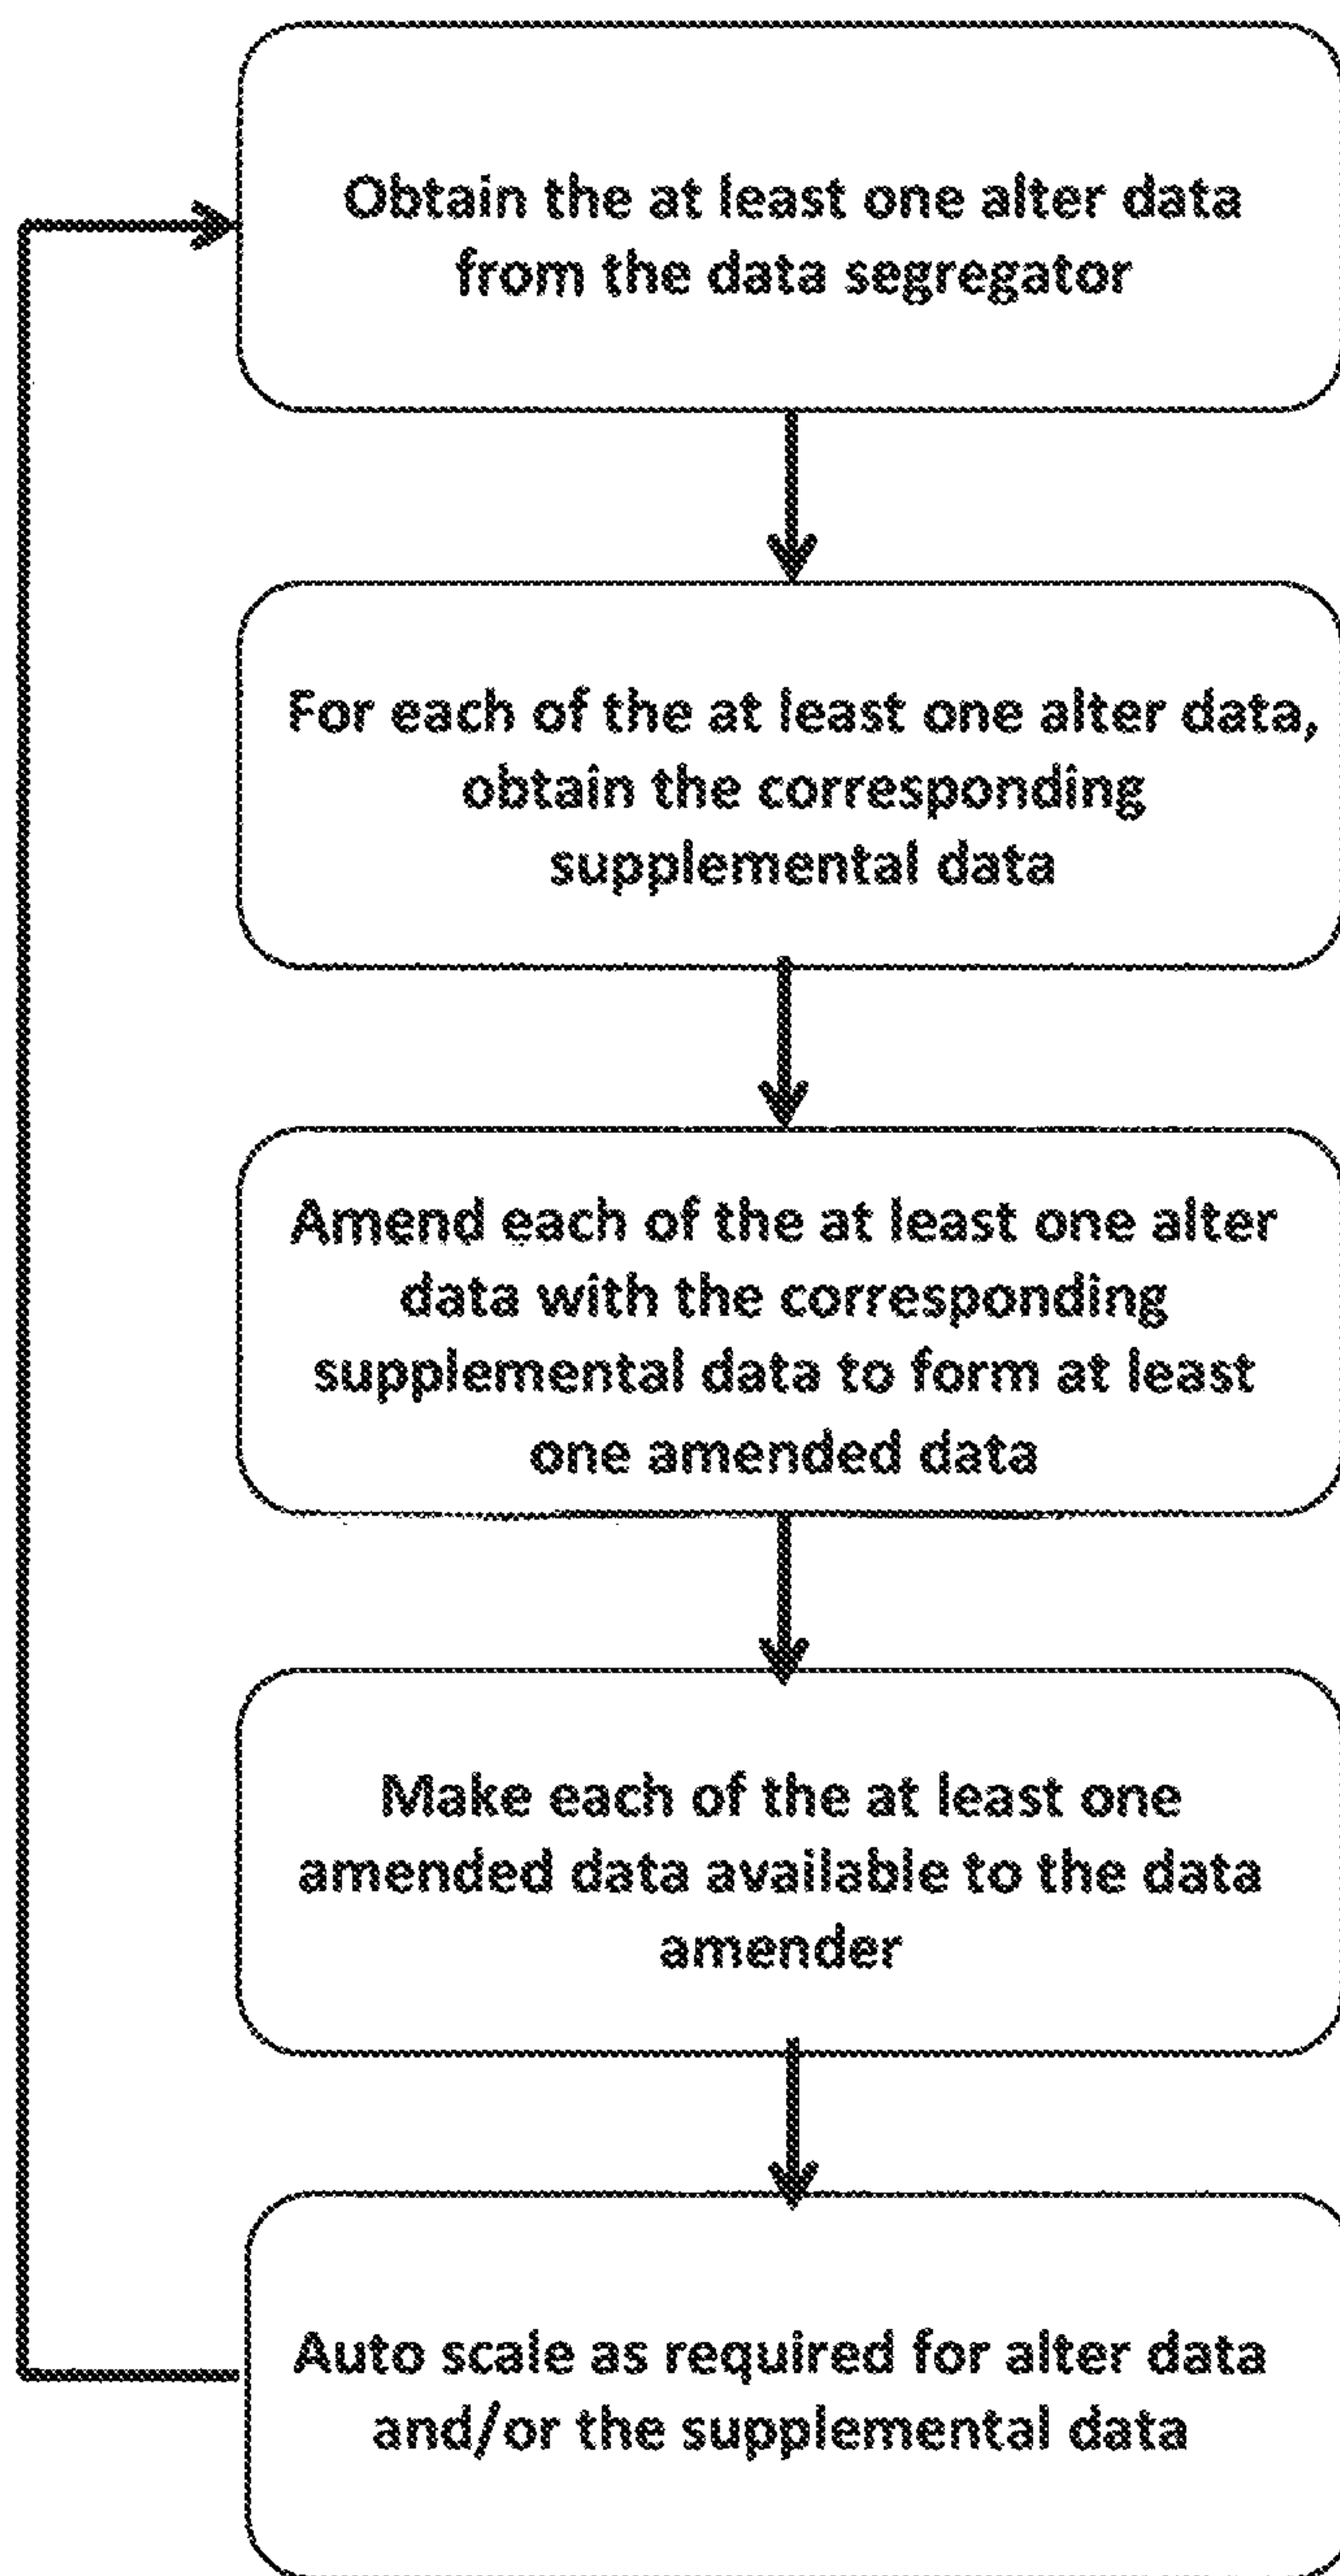 Obtain the at least one alter data
from the data segregator
For each of the at least one alter data,
obtain the corresponding
supplemental data
Amend each of the at least one alter
data with the corresponding
supplemental data to form at least
one amended data
Make each of the at least one
amended data available to the data
amender
Auto scale as required for alter data
and/or the supplemental data